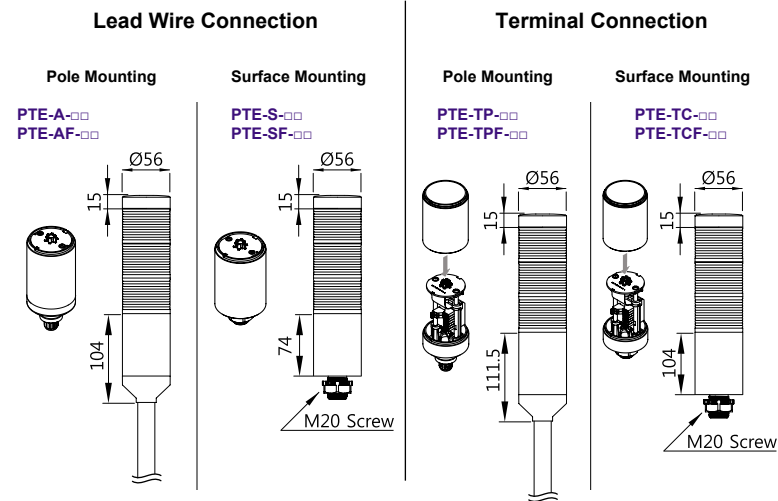 Lead Wire Connection
Terminal Connection
Pole Mounting
Surface Mounting
Pole Mounting
Surface Mounting
PTE-A-□□
PTE-AF-□□
PTE-S-□□
PTE-SF-□□
PTE-TP-□□
PTE-TPF-□□
PTE-TC-□□
PTE-TCF-□□
Ø56
15
104
Ø56
15
74
M20 Screw
Ø56
15
111.5
Ø56
15
104
M20 Screw